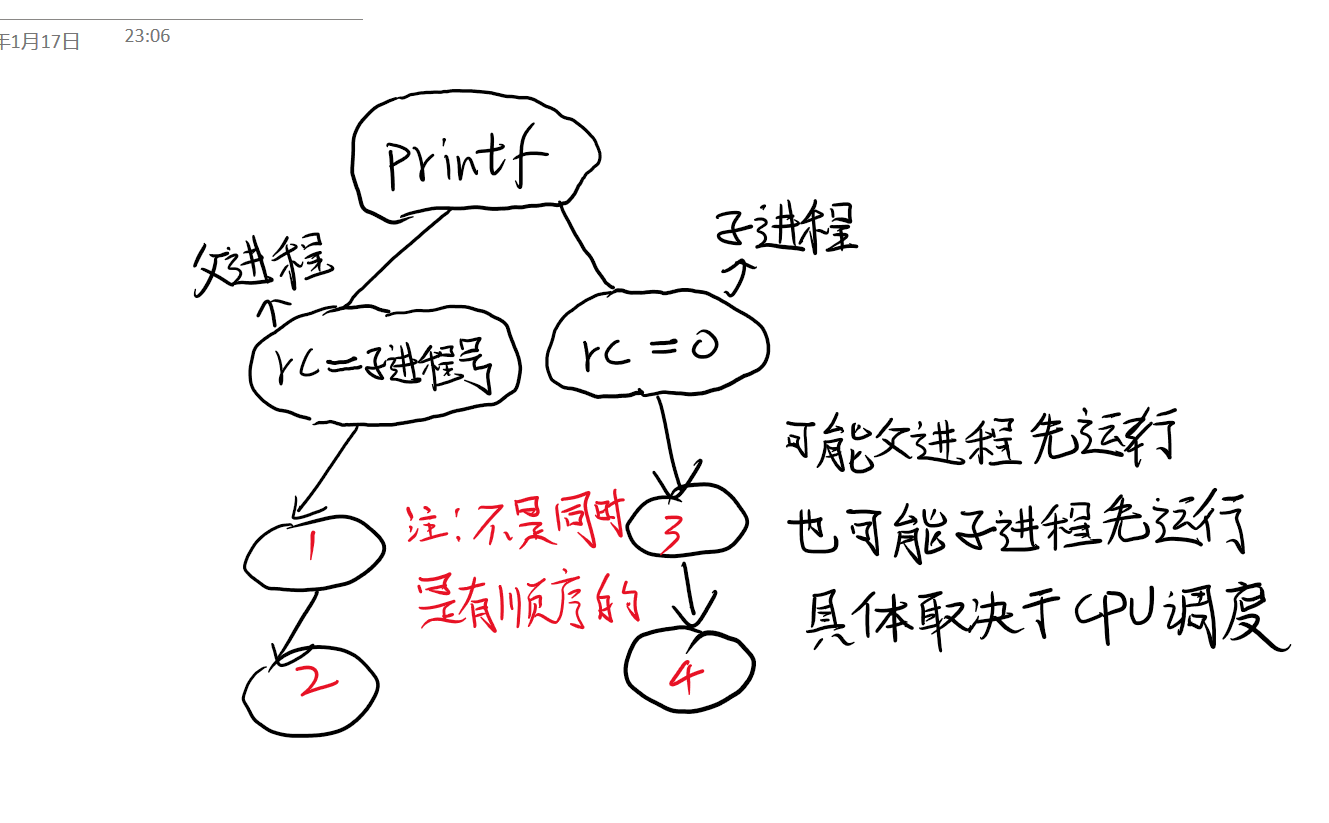 年1月17日
23:06
printf
子进程
父进程
rc=子进程号
rc=0
可能父进程先运行
注:不是同时
3
也可能子进程先运行
1
是有顺序的
具体取决于CPU调度
2
4